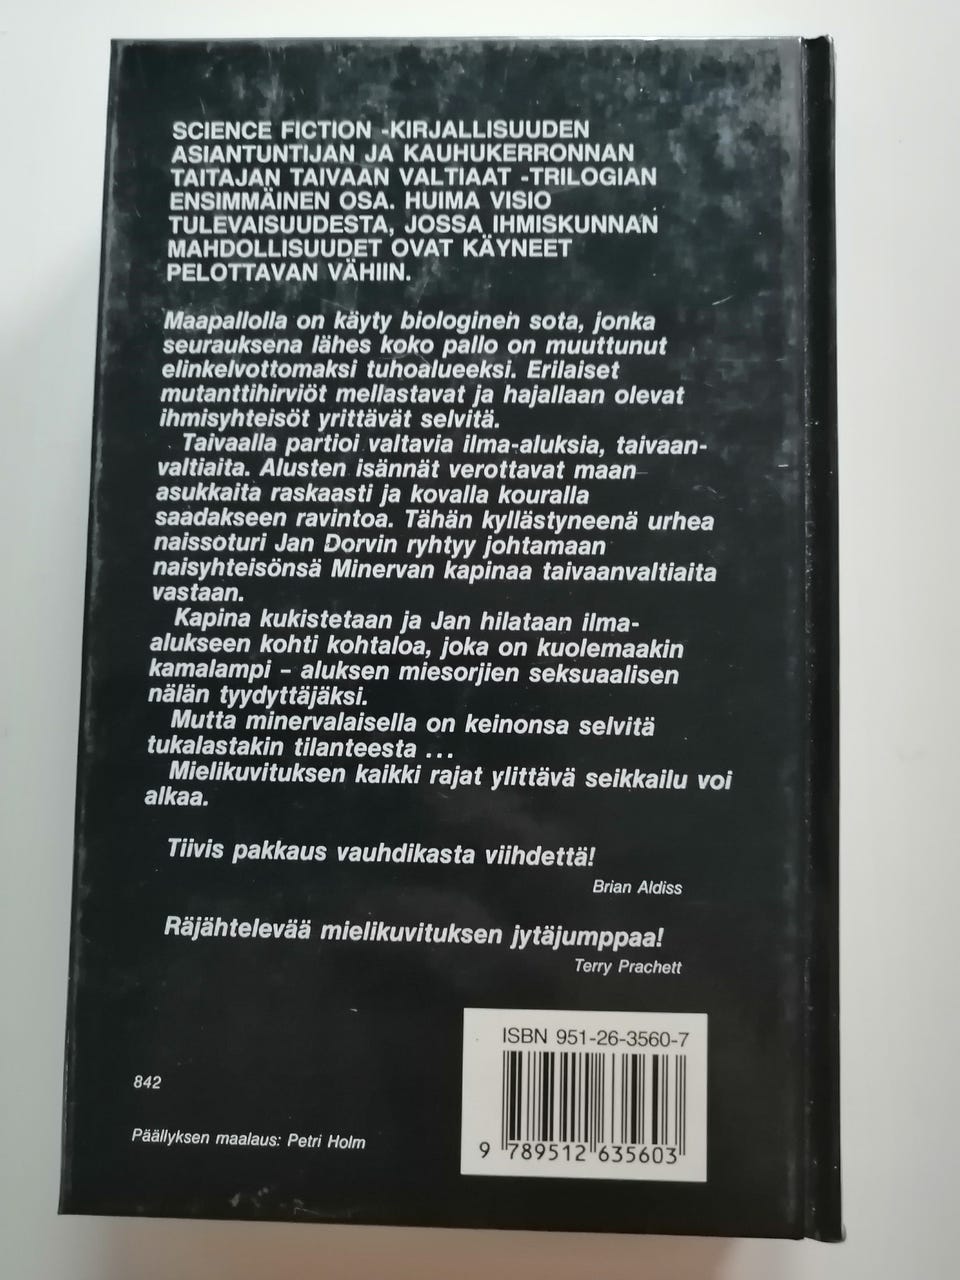 SCIENCE FICTION -KIRJALLISUUDEN
ASIANTUNTIJAN JA KAUHUKERRONNAN
TAITAJAN TAIVAAN VALTIAAT -TRILOGIAN
ENSIMMÄINEN OSA. HUIMA VISIO
TULEVAISUUDESTA, JOSSA IHMISKUNNAN
MAHDOLLISUUDET OVAT KÄYNEET
PELOTTAVAN VÄHIIN.
Maapallolla on käyty biologinen sota, jonka
seurauksena lähes koko pallo on muuttunut
elinkelvottomaksi tuhoalueeksi. Erilaiset
mutanttihirviöt mellastavat ja hajallaan olevat
ihmisyhteisöt yrittävät selvitä.
Taivaalla partioi valtavia ilma-aluksia, taivaan-
valtiaita. Alusten isännät verottavat maan
asukkaita raskaasti ja kovalla kouralla
saadakseen ravintoa. Tähän kyllästyneenä urhea
naissoturi Jan Dorvin ryhtyy johtamaan
naisyhteisönsä Minervan kapinaa taivaanvaltiaita
vastaan.
Kapina kukistetaan ja Jan hilataan ilma-
alukseen kohti kohtaloa, joka on kuolemaakin
kamalampi – aluksen miesorjien seksuaalisen
nälän tyydyttäjäksi.
Mutta minervalaisella on keinonsa selvitä
tukalastakin tilanteesta ...
Mielikuvituksen kaikki rajat ylittävä seikkailu voi
alkaa.
Tiivis pakkaus vauhdikasta viihdettä!
Brian Aldiss
Räjähtelevää mielikuvituksen jytäjumppaa!
Terry Prachett
ISBN 951-26-3560-7
9 789512 635603
842
Päällyksen maalaus: Petri Holm